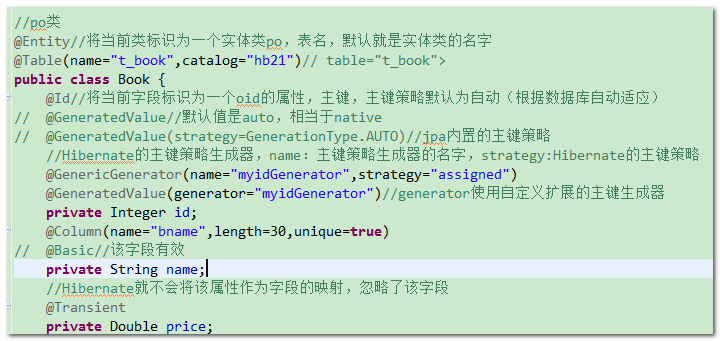 //po类
@Entity//将当前类标识为一个实体类po，表名，默认就是实体类的名字
@Table(name="t_book",catalog="hb21")// table="t_book">
public class Book {
@Id//将当前字段标识为一个oid的属性，主键，主键策略默认为自动（根据数据库自动适应）
// @GeneratedValue//默认值是auto，相当于native
// @GeneratedValue(strategy=GenerationType.AUTO)//jpa内置的主键策略
//Hibernate的主键策略生成器，name：主键策略生成器的名字，strategy:Hibernate的主键策略
@GenericGenerator(name="myidGenerator",strategy="assigned")
@GeneratedValue(generator="myidGenerator")//generator使用自定义扩展的主键生成器
private Integer id;
@Column(name="bname",length=30,unique=true)
// @Basic//该字段有效
private String name;
//Hibernate就不会将该属性作为字段的映射，忽略了该字段
@Transient
private Double price;